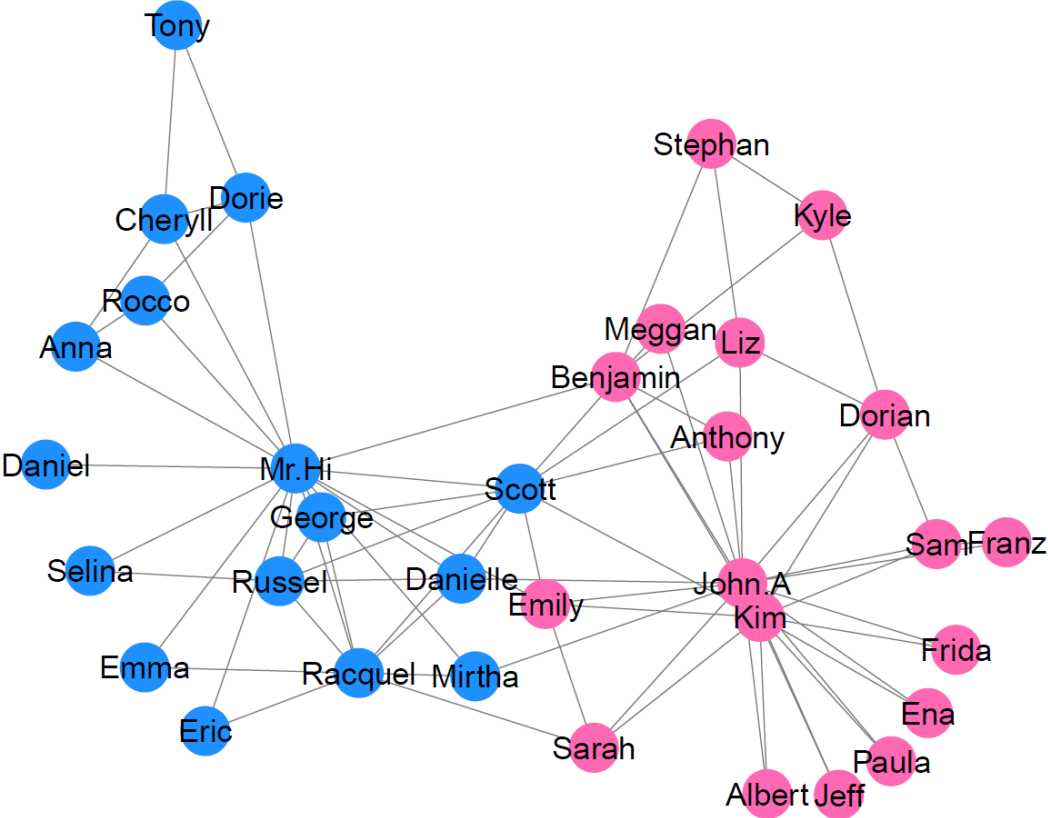 Tony
Stephan
Dorie
Cheryll
Kyle
Rocco
Meggan
Anna
Liz
Benjamin
Dorian
Anthony
Daniel
Mr.Hi
Scott
George
Sam
Franz
Selina
Russel
Danielle
John.A
Emily
Kim
Frida
Emma
Racquel
Mirtha
Ena
Eric
Sarah
Paula
Albert
Jeff